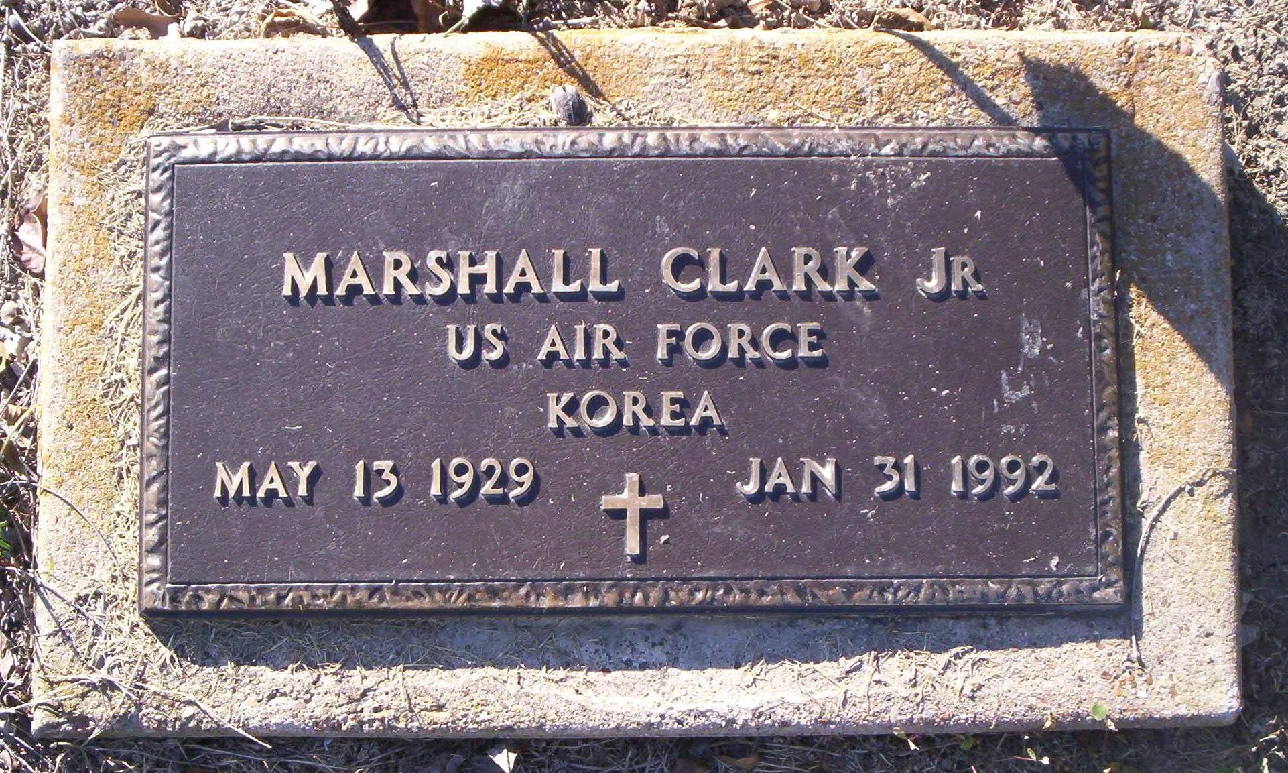 MARSHALL CLARK JR
US AIR FORCE
KOREA
MAY 13 1929 JAN 31 1992